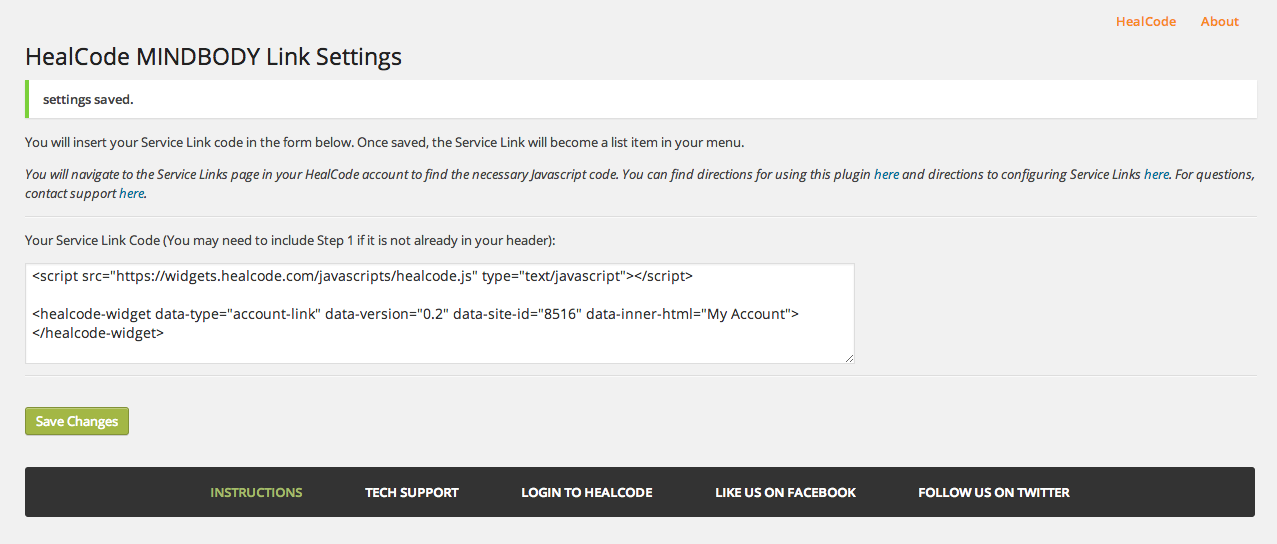 HealCode About
HealCode MINDBODY Link Settings
settings saved.
You will insert your Service Link code in the form below. Once saved, the Service Link will become a list item in your menu.
You will navigate to the Service Links page in your HealCode account to find the necessary Javascript code. You can find directions for using this plugin here and directions to configuring Service Links here. For questions,
contact support here.
Your Service Link Code (You may need to include Step 1 if it is not already in your header):
<script src="https://widgets.healcode.com/javascripts/healcode.js" type="text/javascript"></script>
<healcode-widget data-type="account-link" data-version="0.2" data-site-id="8516" data-inner-html="My Account">
</healcode-widget>
Save Changes
INSTRUCTIONS TECH SUPPORT LOGIN TO HEALCODE LIKE US ON FACEBOOK FOLLOW US ON TWITTER